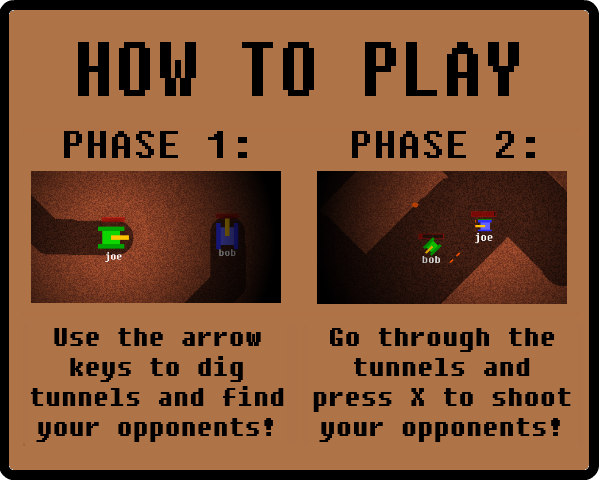 HOW TO PLAY
PHASE 1:
joe
bob
Use the arrow
keys to dig
tunnels and find
your opponents!
PHASE 2:
joe
bob
Go through the
tunnels and
press X to shoot
your opponents!